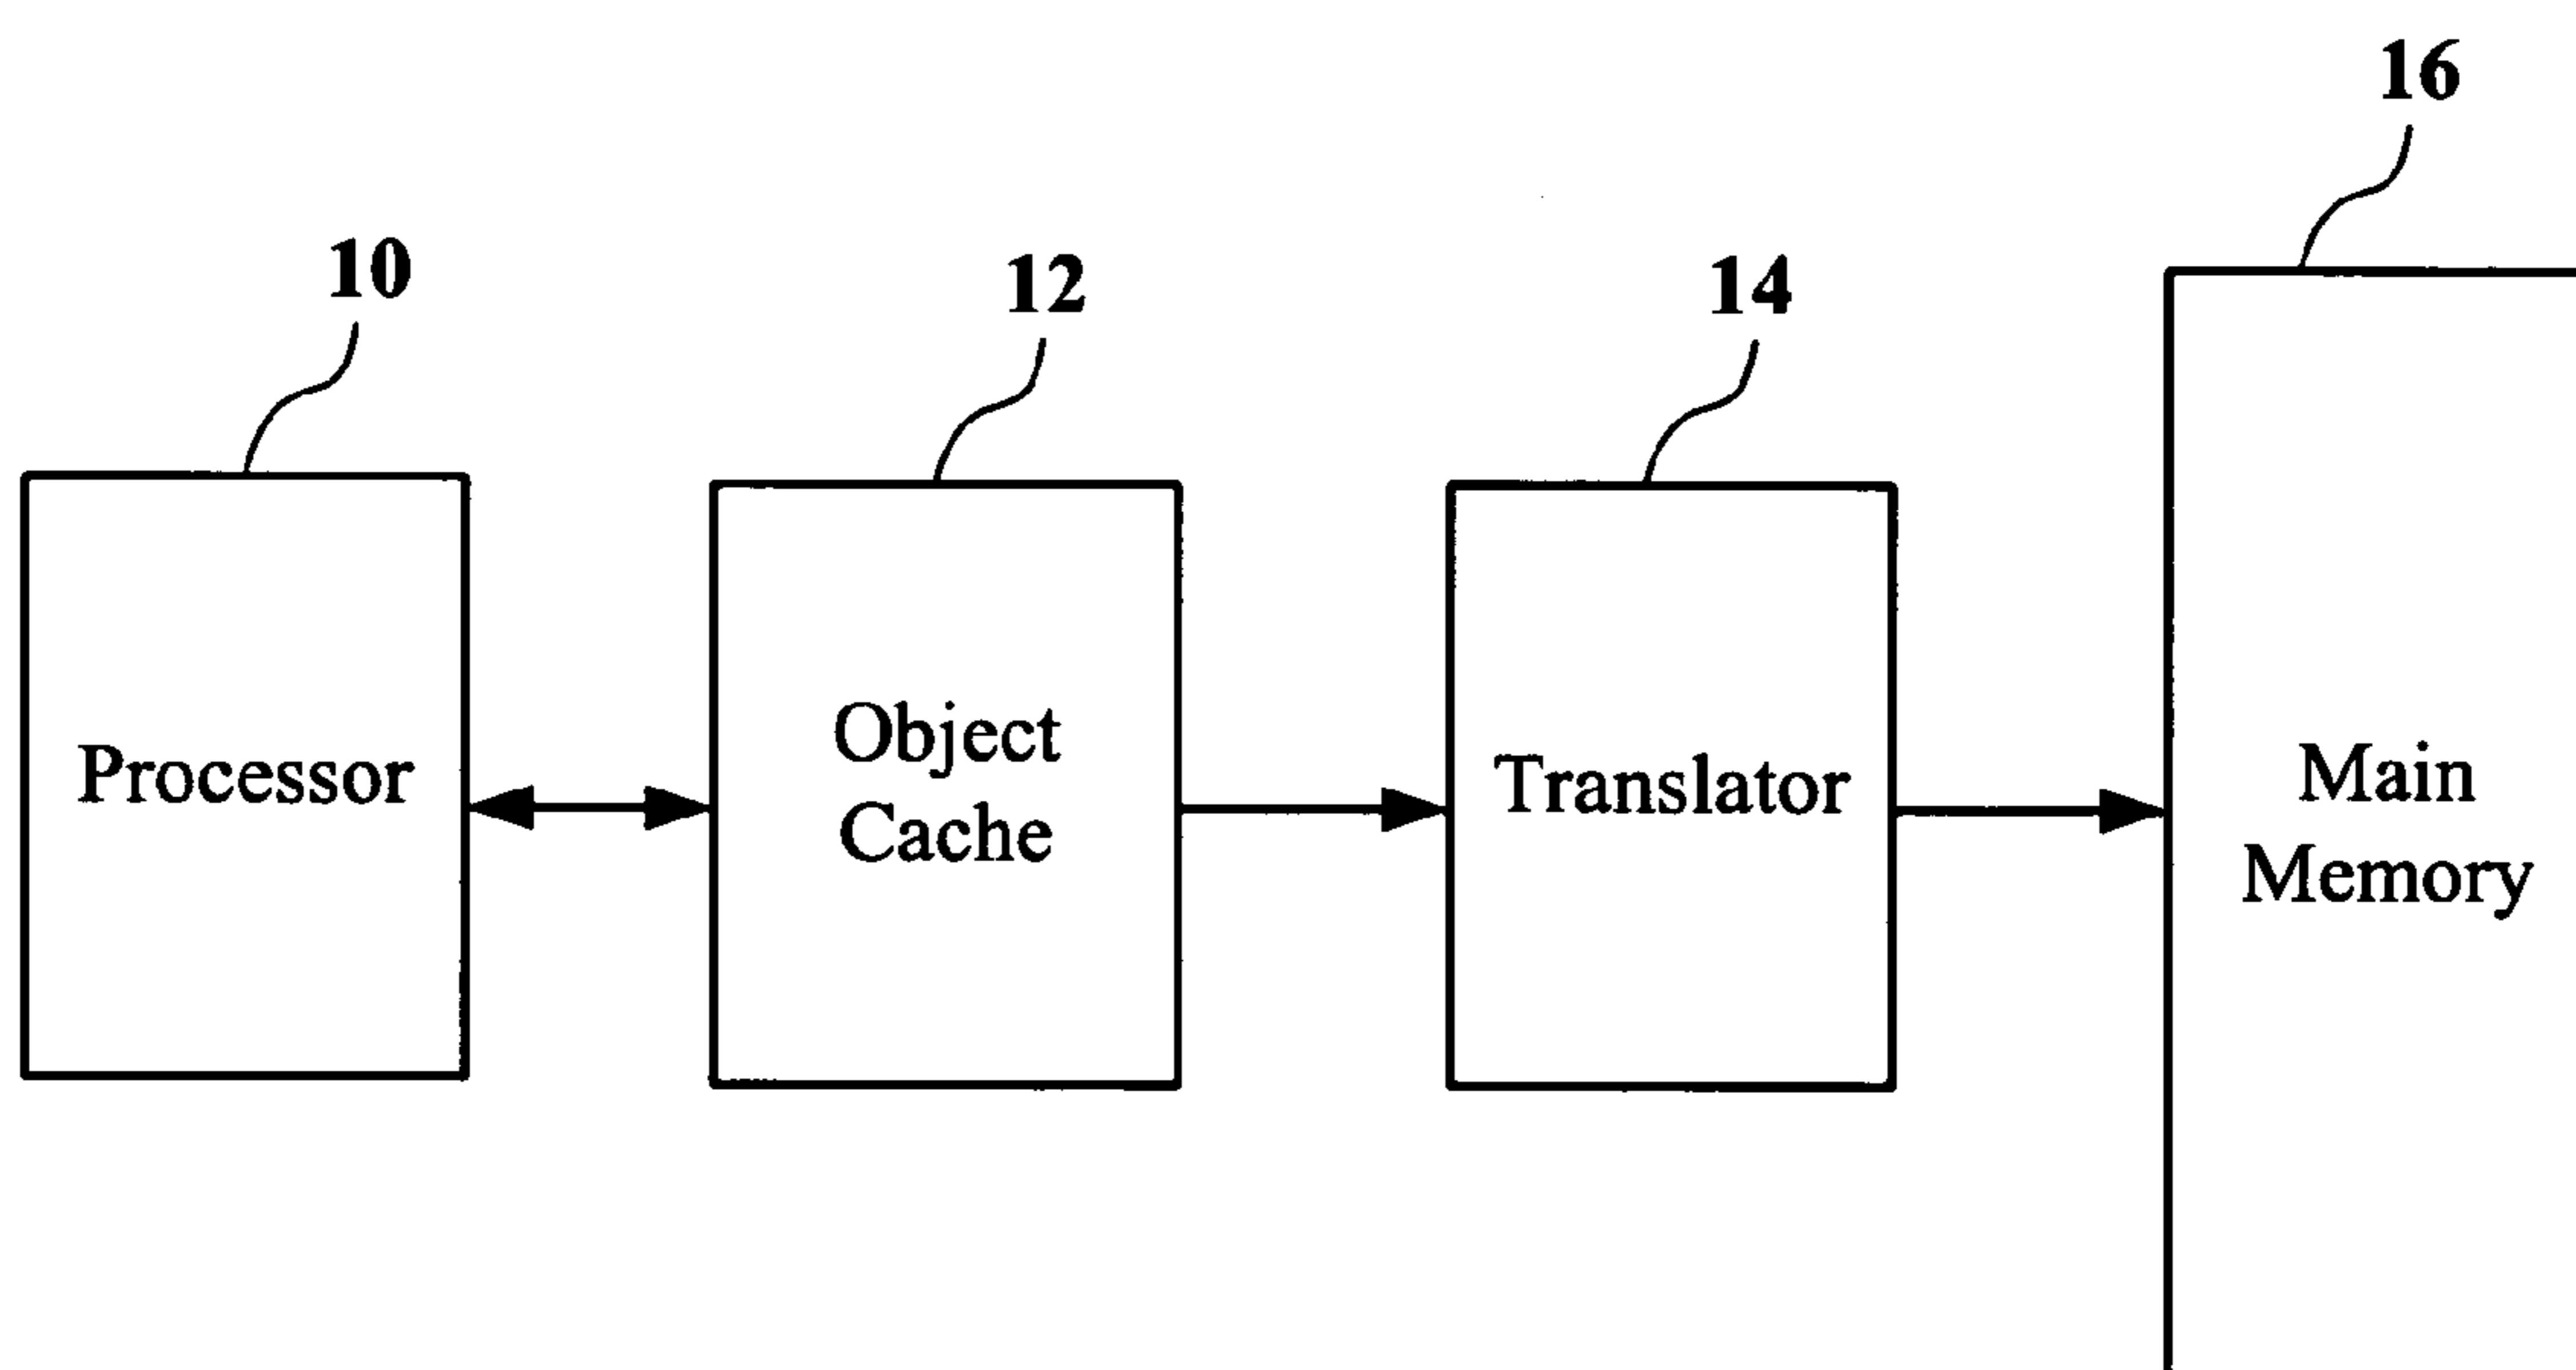 16
10
12
14
Processor
Object
Cache
Translator
Main
Memory